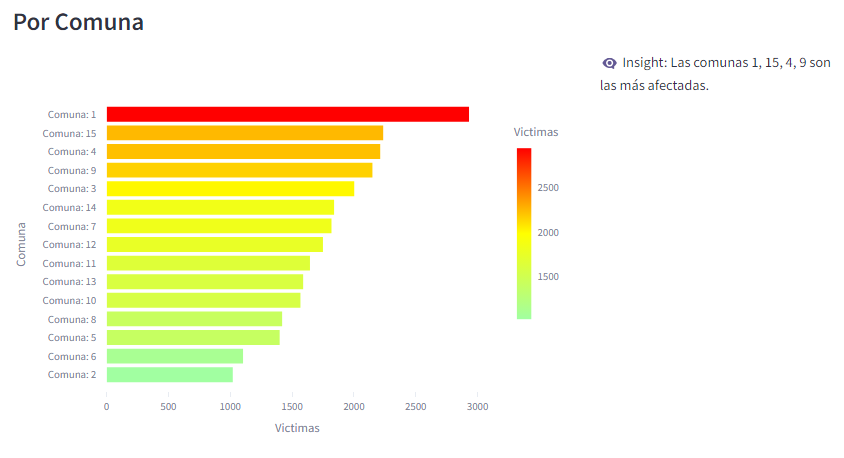 Por Comuna
Insight: Las comunas 1, 15, 4, 9 son
las más afectadas.
Comuna: 1
Comuna: 15
Comuna: 4
Comuna: 9
Comuna: 3
Comuna: 14
Comuna: 7
Comuna: 12
Comuna: 11
Comuna: 13
Comuna: 10
Comuna: 8
Comuna: 5
Comuna: 6
Comuna: 2
Comuna
0 500 1000 1500 2000 2500 3000
Victimas
Victimas
2500
2000
1500